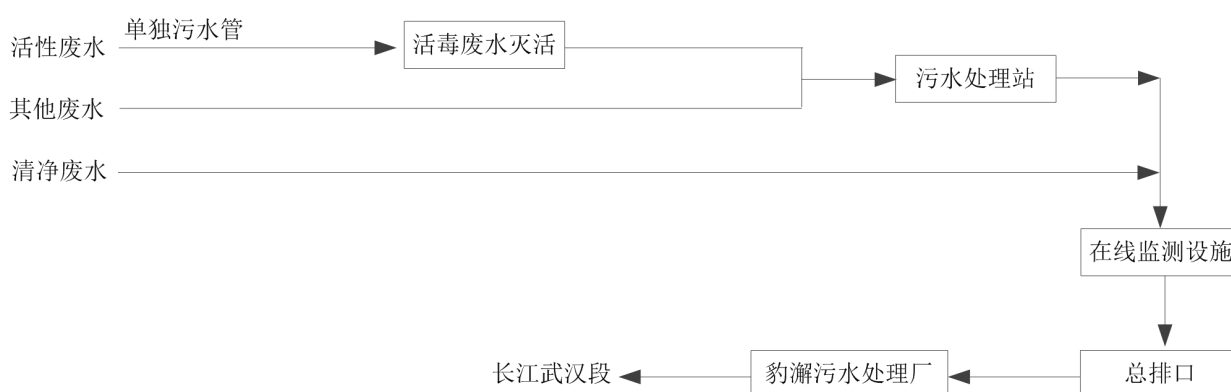 单独污水管
活性废水
活毒废水灭活
污水处理站
其他废水
清净废水
在线监测设施
长江武汉段
豹澥污水处理厂
总排口